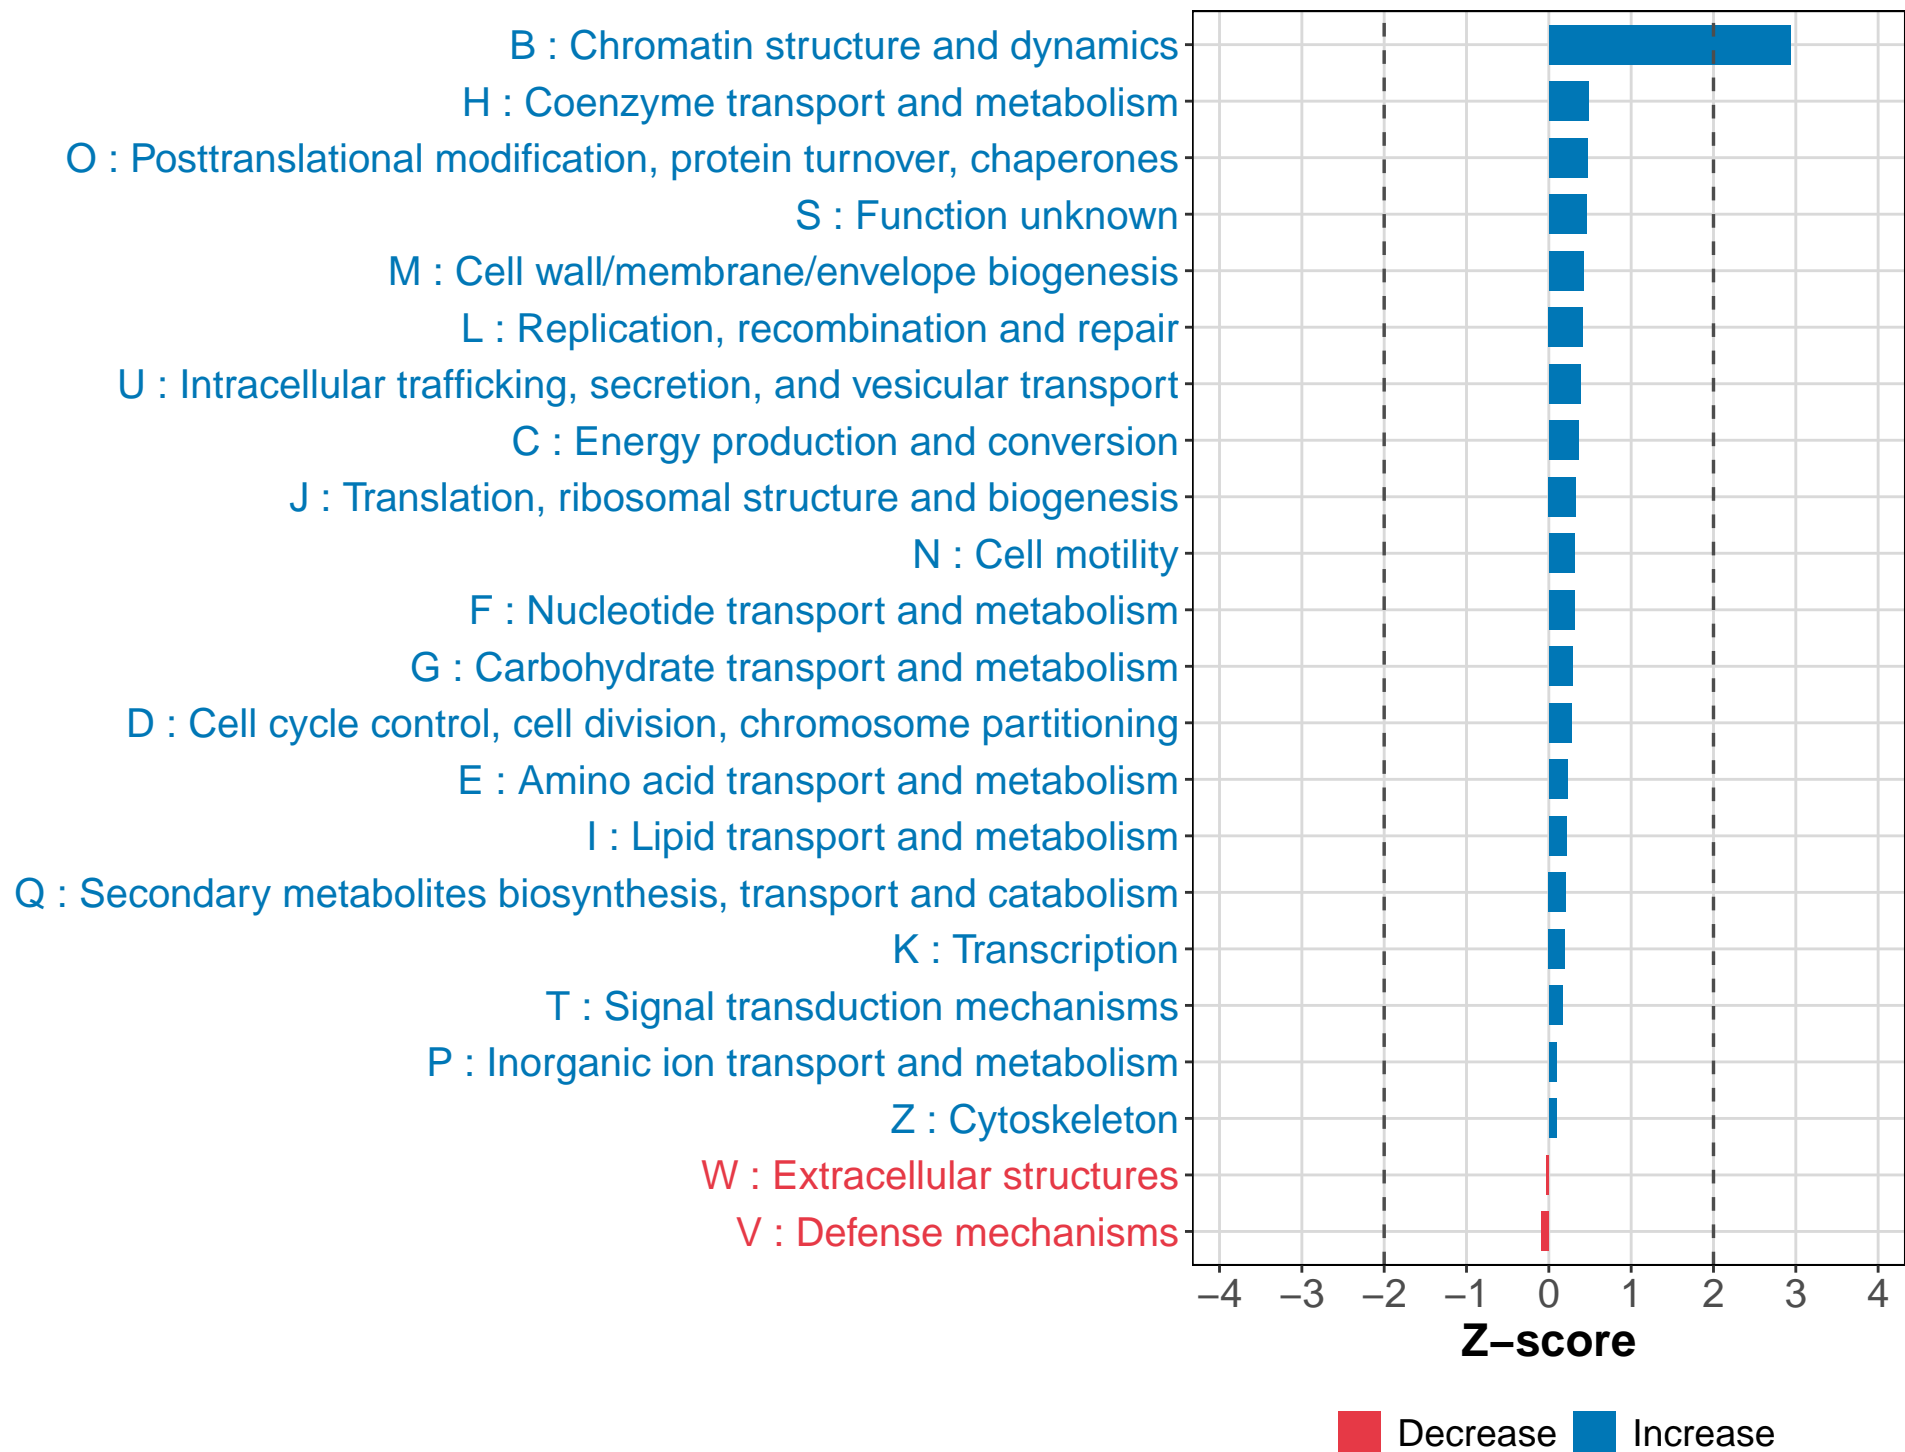 B : Chromatin structure and dynamics
H : Coenzyme transport and metabolism
O : Posttranslational modification, protein turnover, chaperones
S : Function unknown
M : Cell wall/membrane/envelope biogenesis
L : Replication, recombination and repair
U : Intracellular trafficking, secretion, and vesicular transport
C : Energy production and conversion
J : Translation, ribosomal structure and biogenesis
N : Cell motility
F : Nucleotide transport and metabolism
G : Carbohydrate transport and metabolism
D : Cell cycle control, cell division, chromosome partitioning
E : Amino acid transport and metabolism
I : Lipid transport and metabolism
Q : Secondary metabolites biosynthesis, transport and catabolism
K : Transcription
T : Signal transduction mechanisms
P : Inorganic ion transport and metabolism
Z : Cytoskeleton
W : Extracellular structures
V : Defense mechanisms
−4 −3 −2 −1 0 1 2 3 4
Z−score
Decrease Increase